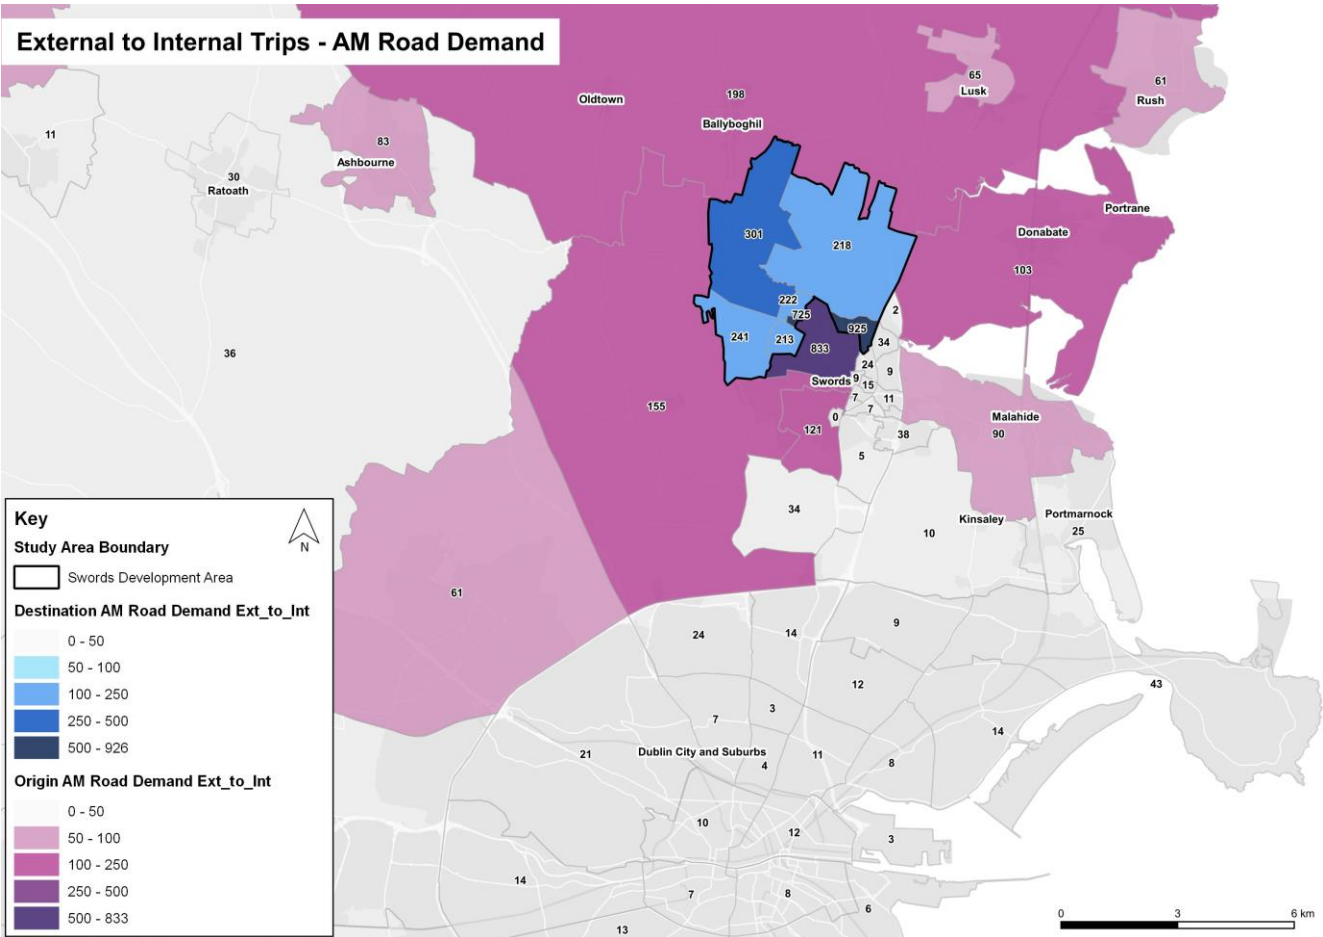 External to Internal Trips - AM Road Demand
65
Lusk
61
Rush
Oldtown
198
Ballyboghil
11
83
Ashbourne
30
Ratoath
Portrane
Donabate
103
301
218
222
725
925
2
241
213
833
34
36
24
9
Swords
9
15
7
11
7
155
0
121
38
5
Malahide
90
34
Kinsaley
10
Portmarnock
25
61
Key
N
Study Area Boundary
Swords Development Area
Destination AM Road Demand Ext_to_Int
0 - 50
50 - 100
100 - 250
250 - 500
500 - 926
Origin AM Road Demand Ext_to_Int
0 - 50
50 - 100
100 - 250
250 - 500
500 - 833
24
14
9
12
43
3
7
14
21
Dublin City and Suburbs
4
11
8
10
12
3
14
7
8
6
13
0
3
6 km